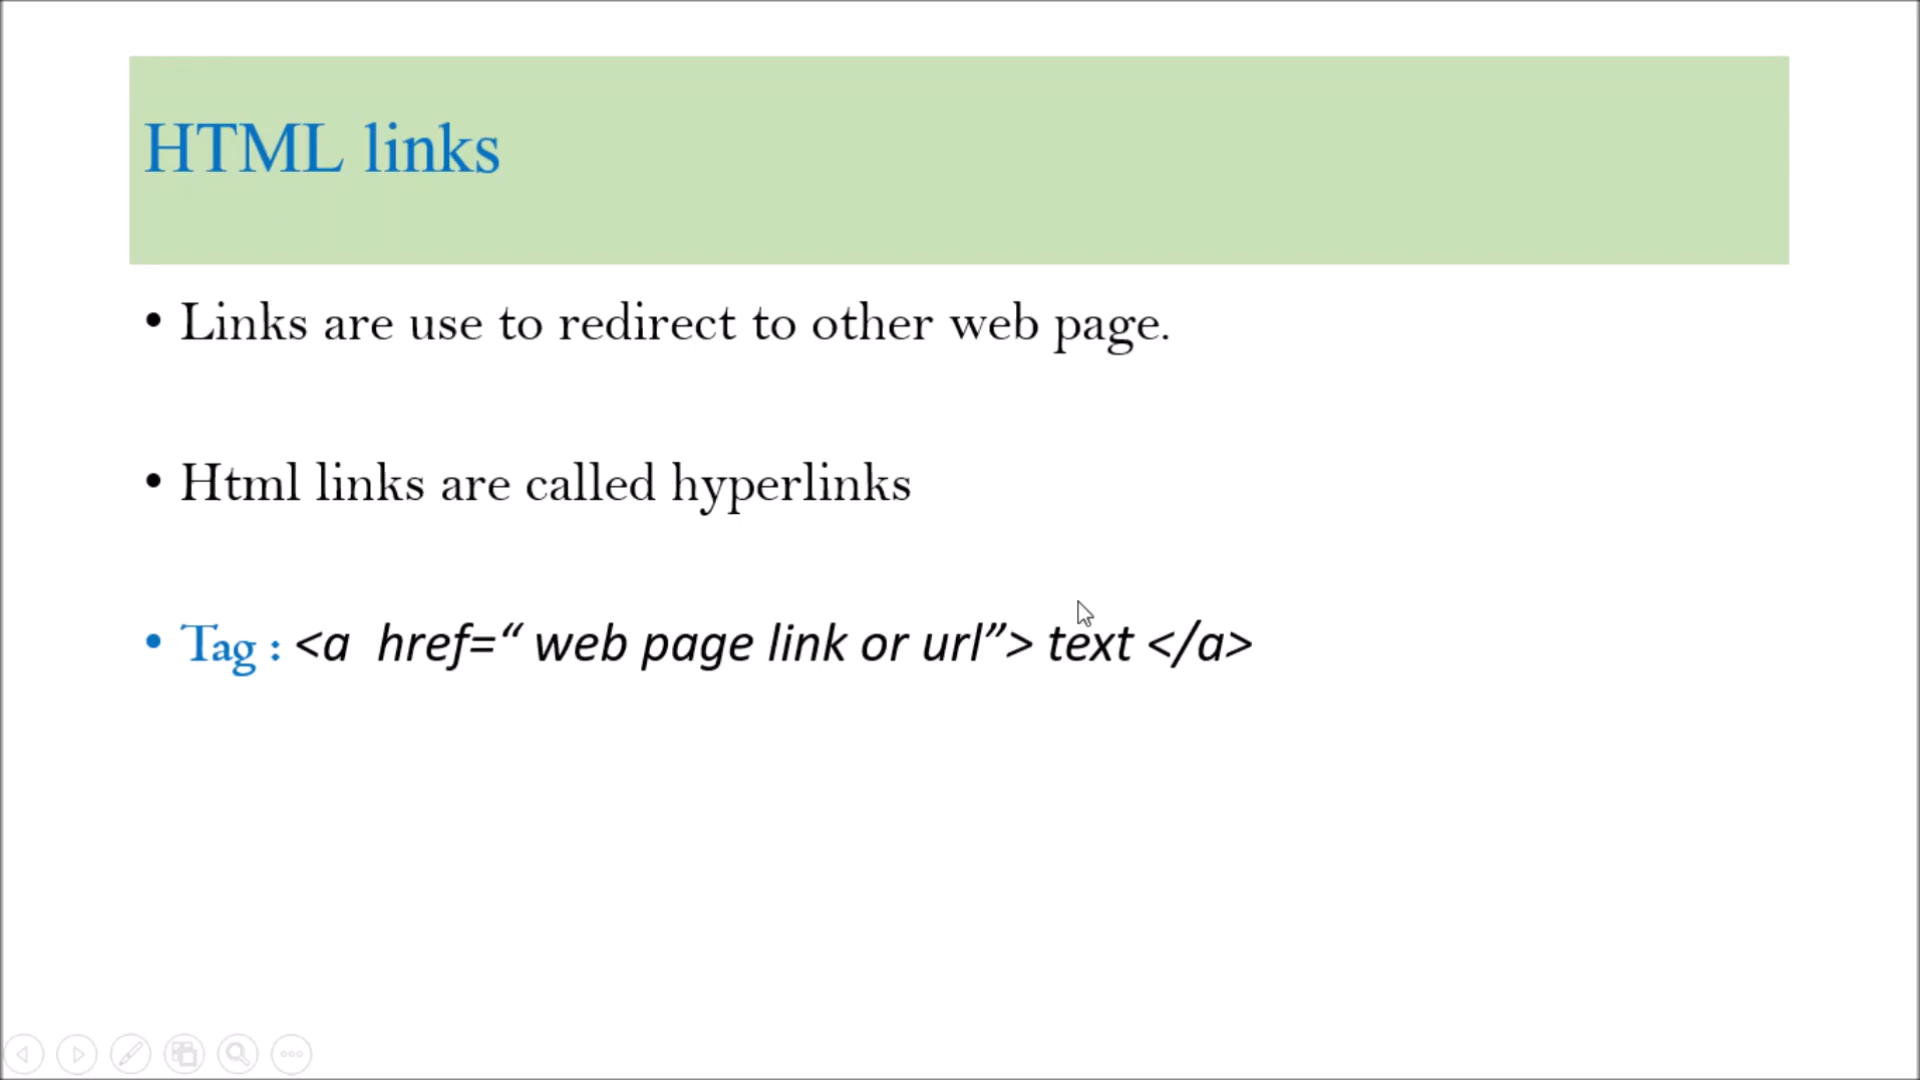 HTML links
• Links are use to redirect to other web page.
• Html links are called hyperlinks
• Tag : <a  href=“ web page link or url”> text </a>